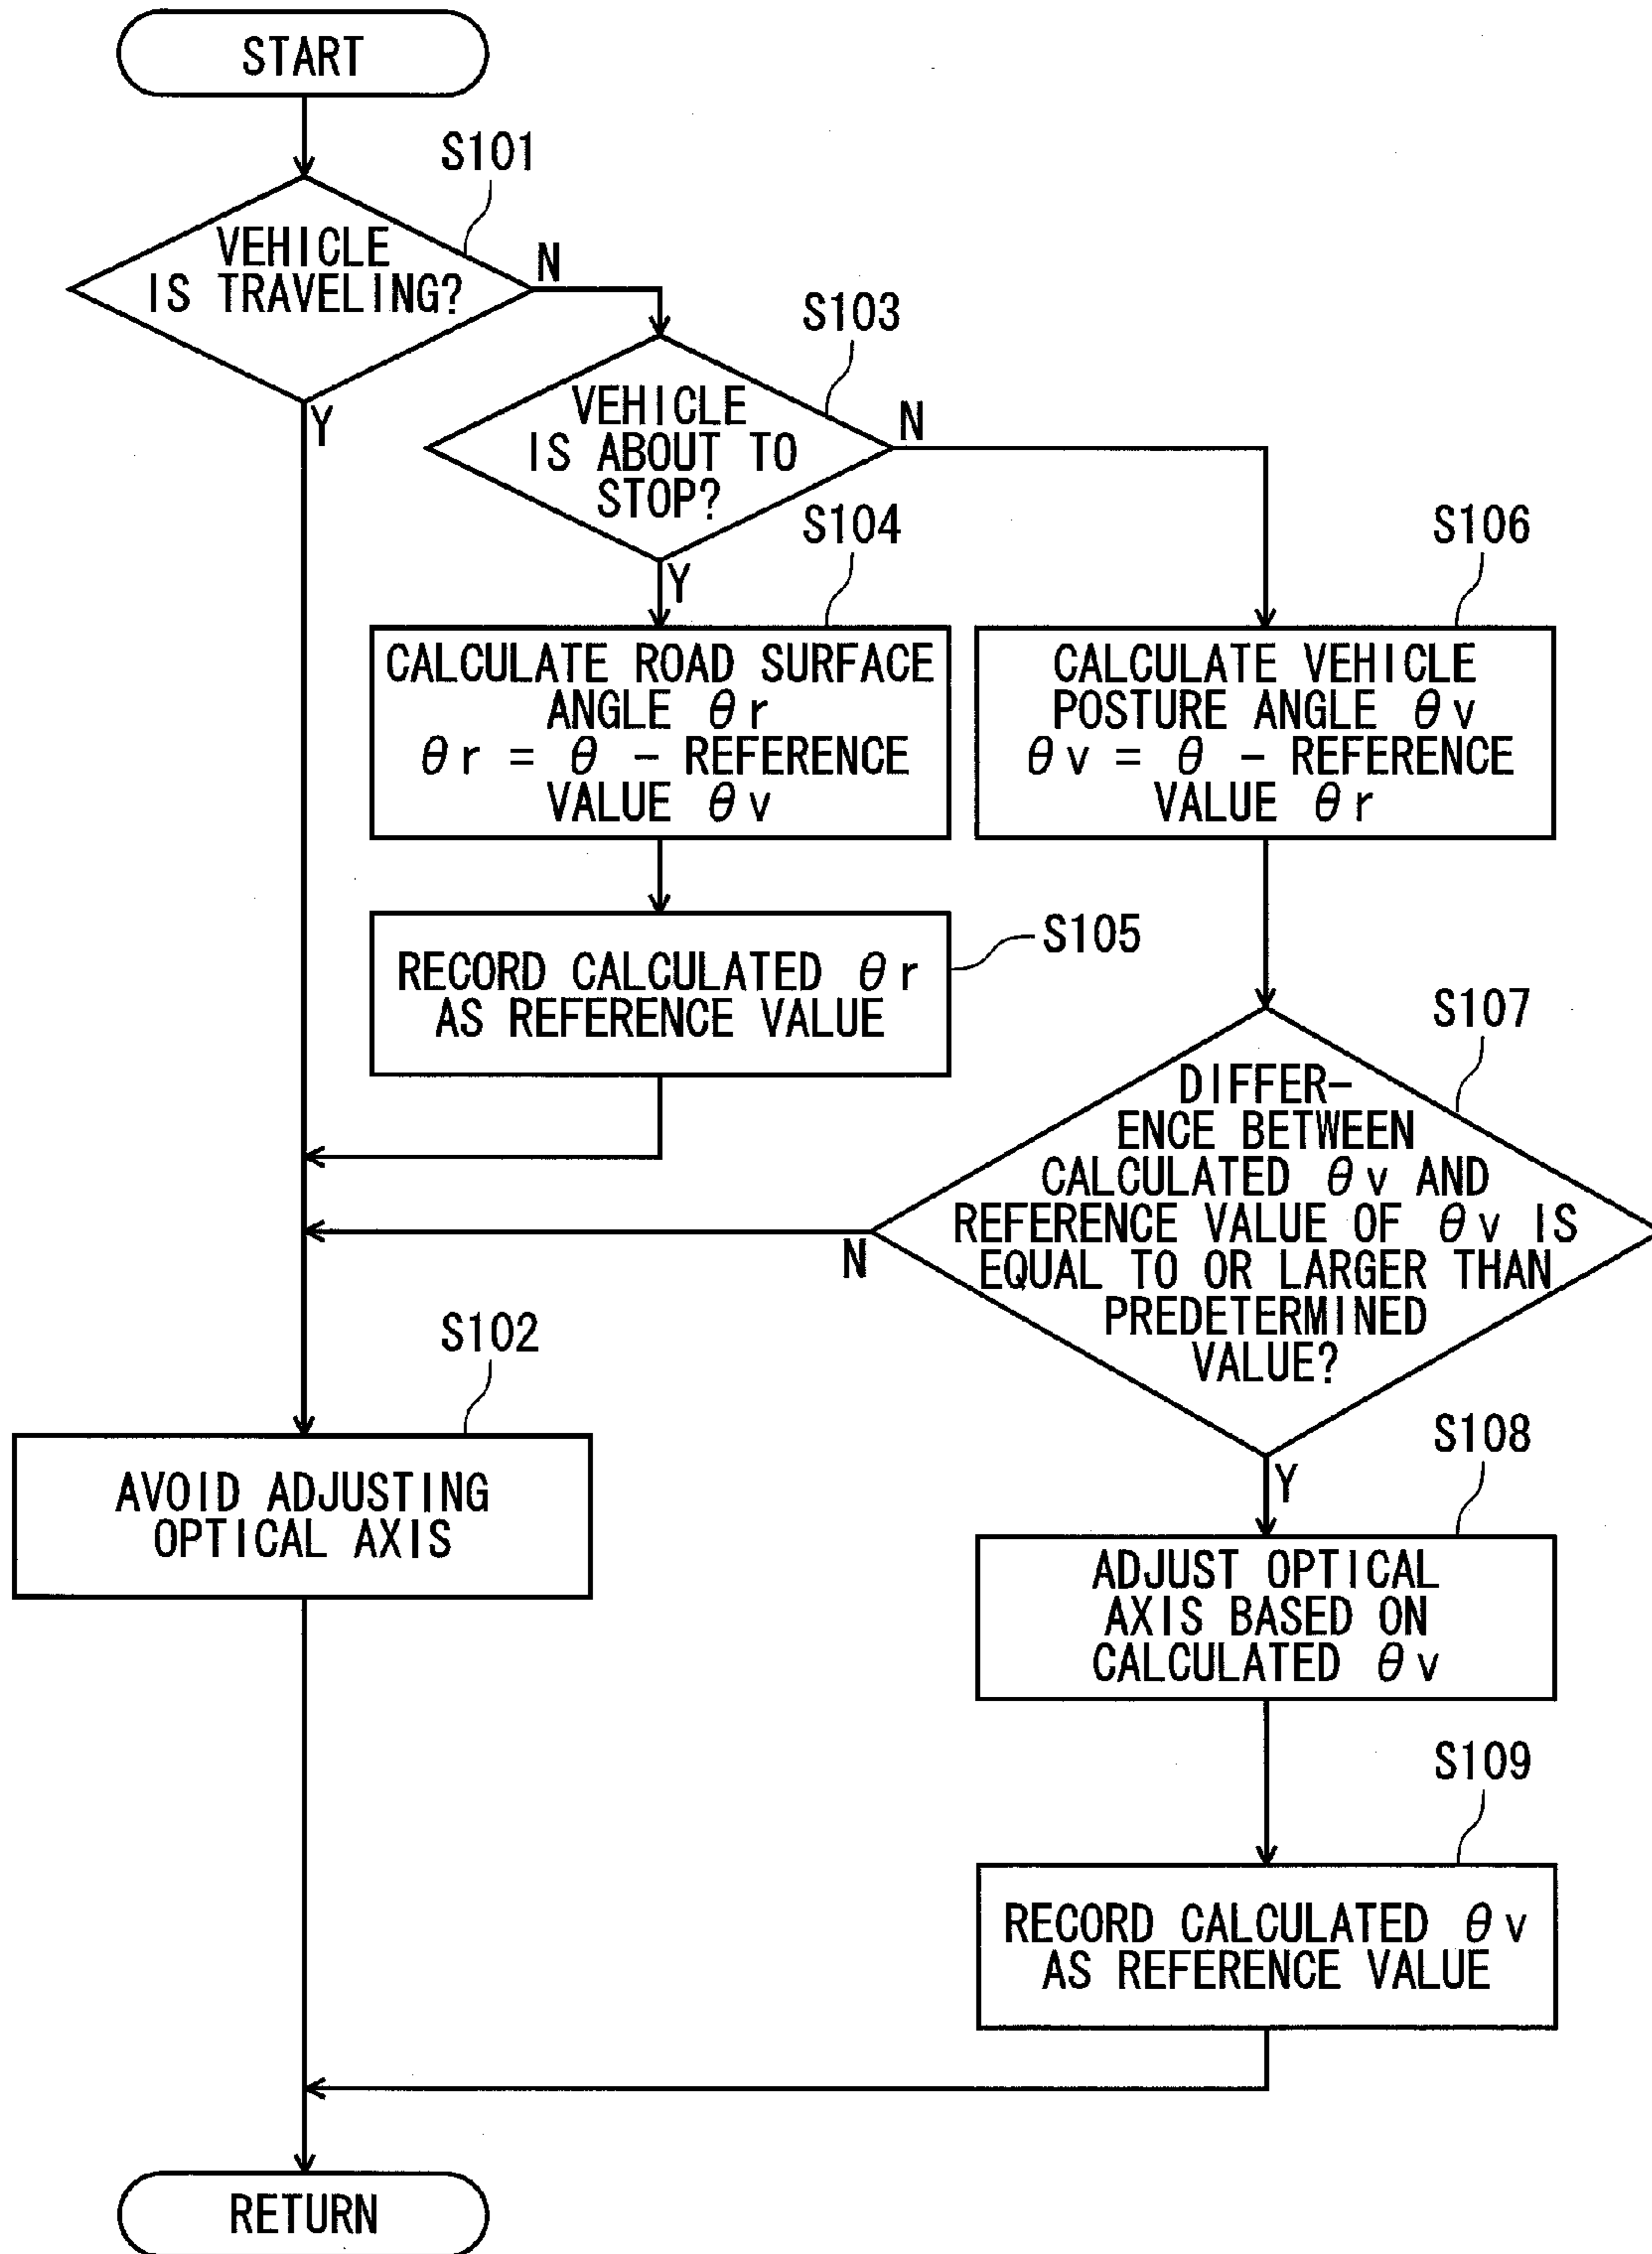 START
S101
VEHICLE
IS TRAVELING?
N
Y
S103
VEHICLE
IS ABOUT TO
STOP?
N
Y
S104
CALCULATE ROAD SURFACE
ANGLE θr
θr = θ - REFERENCE
VALUE θv
S106
CALCULATE VEHICLE
POSTURE ANGLE θv
θv = θ - REFERENCE
VALUE θr
S105
RECORD CALCULATED θr
AS REFERENCE VALUE
S107
DIFFER-
ENCE BETWEEN
CALCULATED θv AND
REFERENCE VALUE OF θv IS
EQUAL TO OR LARGER THAN
PREDETERMINED
VALUE?
N
Y
S102
AVOID ADJUSTING
OPTICAL AXIS
S108
ADJUST OPTICAL
AXIS BASED ON
CALCULATED θv
S109
RECORD CALCULATED θv
AS REFERENCE VALUE
RETURN